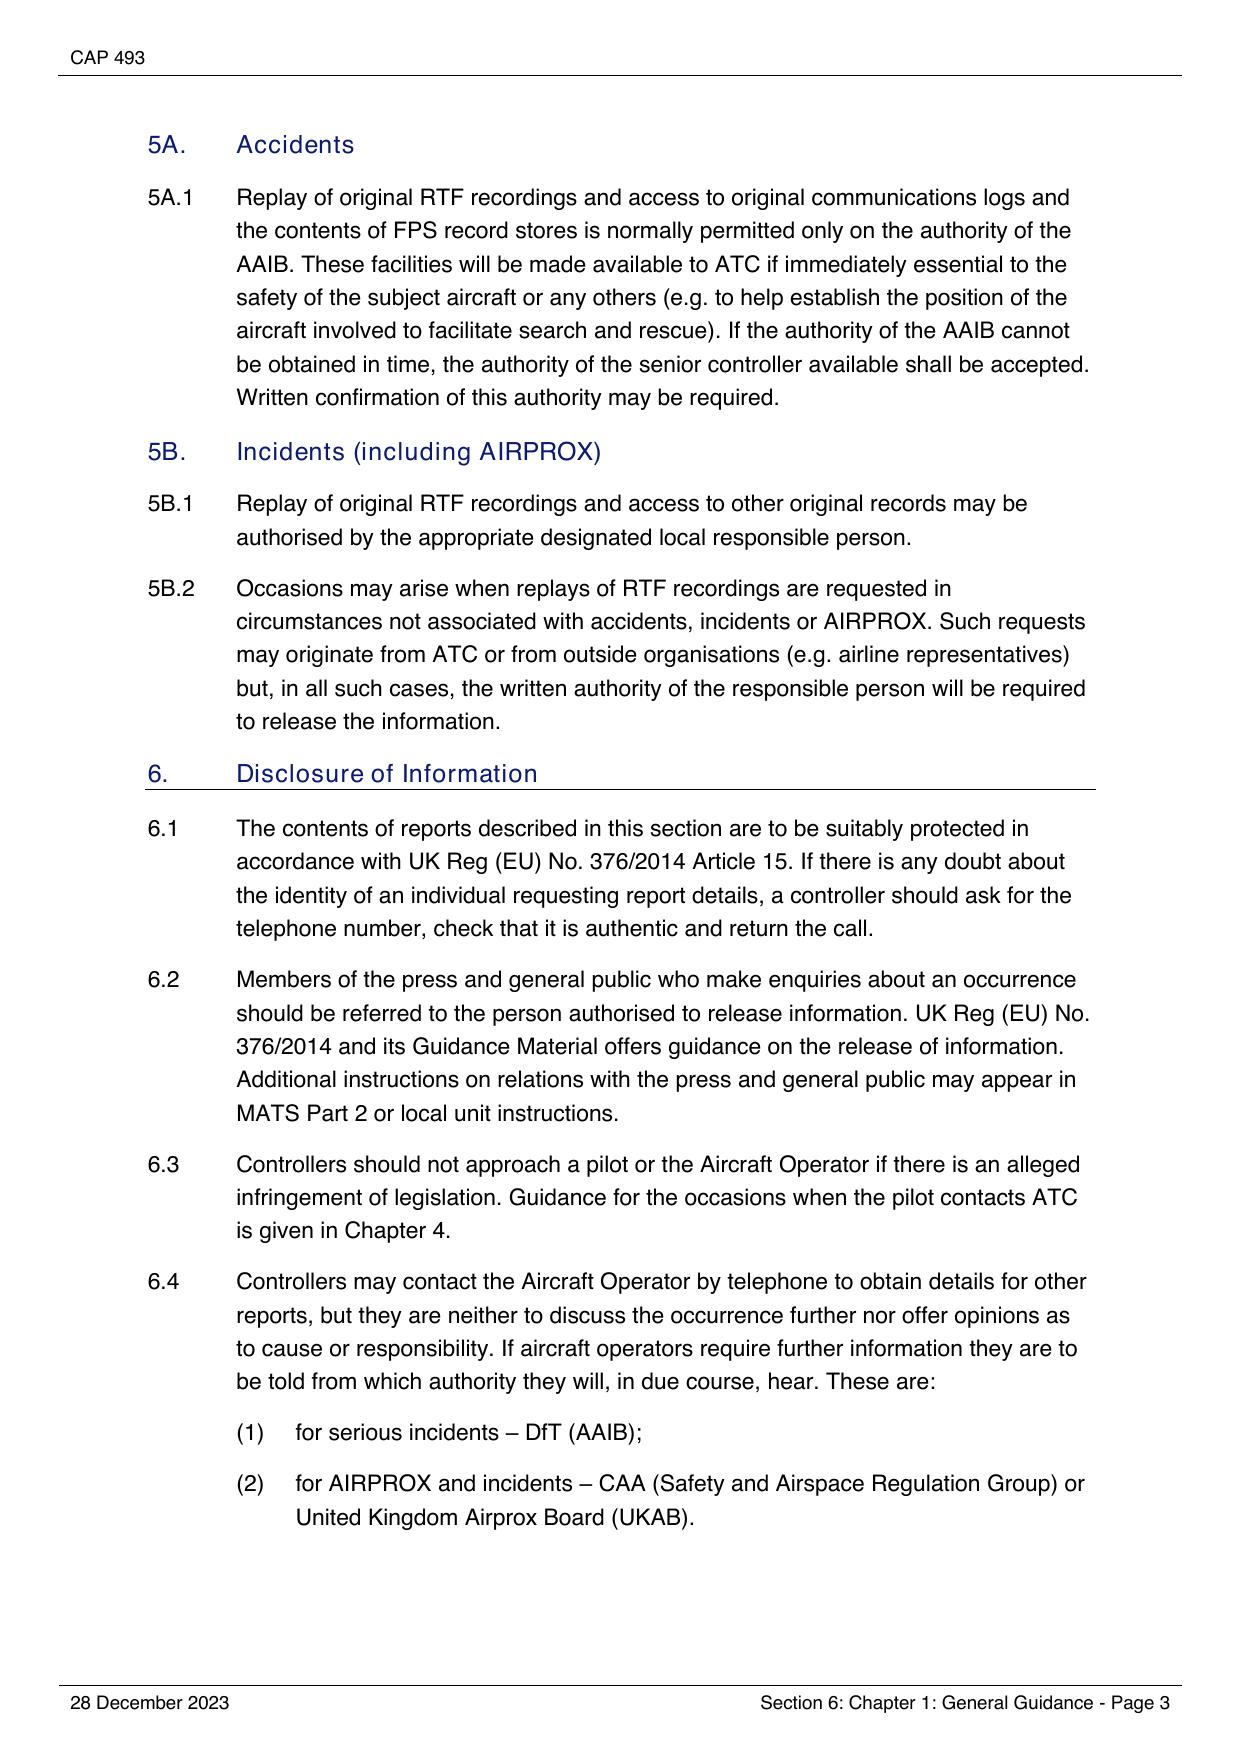 CAP 493
5A. Accidents
5A.1 Replay of original RTF recordings and access to original communications logs and
the contents of FPS record stores is normally permitted only on the authority of the
AAIB. These facilities will be made available to ATC if immediately essential to the
safety of the subject aircraft or any others (e.g. to help establish the position of the
aircraft involved to facilitate search and rescue). If the authority of the AAIB cannot
be obtained in time, the authority of the senior controller available shall be accepted.
Written confirmation of this authority may be required.
5B. Incidents (including AIRPROX)
5B.1 Replay of original RTF recordings and access to other original records may be
authorised by the appropriate designated local responsible person.
5B.2 Occasions may arise when replays of RTF recordings are requested in
circumstances not associated with accidents, incidents or AIRPROX. Such requests
may originate from ATC or from outside organisations (e.g. airline representatives)
but, in all such cases, the written authority of the responsible person will be required
to release the information.
6. Disclosure of Information
6.1 The contents of reports described in this section are to be suitably protected in
accordance with UK Reg (EU) No. 376/2014 Article 15. If there is any doubt about
the identity of an individual requesting report details, a controller should ask for the
telephone number, check that it is authentic and return the call.
6.2 Members of the press and general public who make enquiries about an occurrence
should be referred to the person authorised to release information. UK Reg (EU) No.
376/2014 and its Guidance Material offers guidance on the release of information.
Additional instructions on relations with the press and general public may appear in
MATS Part 2 or local unit instructions.
6.3 Controllers should not approach a pilot or the Aircraft Operator if there is an alleged
infringement of legislation. Guidance for the occasions when the pilot contacts ATC
is given in Chapter 4.
6.4 Controllers may contact the Aircraft Operator by telephone to obtain details for other
reports, but they are neither to discuss the occurrence further nor offer opinions as
to cause or responsibility. If aircraft operators require further information they are to
be told from which authority they will, in due course, hear. These are:
(1) for serious incidents – DfT (AAIB);
(2) for AIRPROX and incidents – CAA (Safety and Airspace Regulation Group) or
United Kingdom Airprox Board (UKAB).
28 December 2023 Section 6: Chapter 1: General Guidance - Page 3